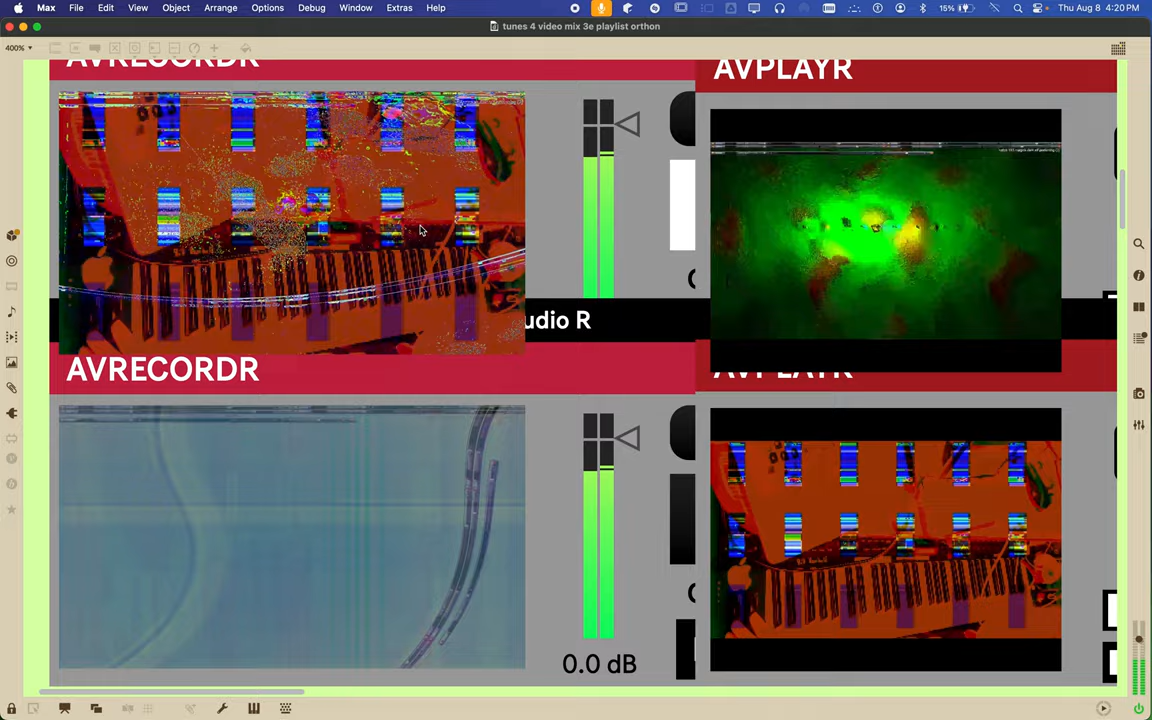 Max File Edit View Object Arrange Options Debug Window Extras Help 15% Thu Aug 8 4:20 PM
tunes 4 video mix 3e playlist orthon
400%
AVRECORDR
AVPLAYR
udio R
AVRECORDR
AVPLAYR
0.0 dB